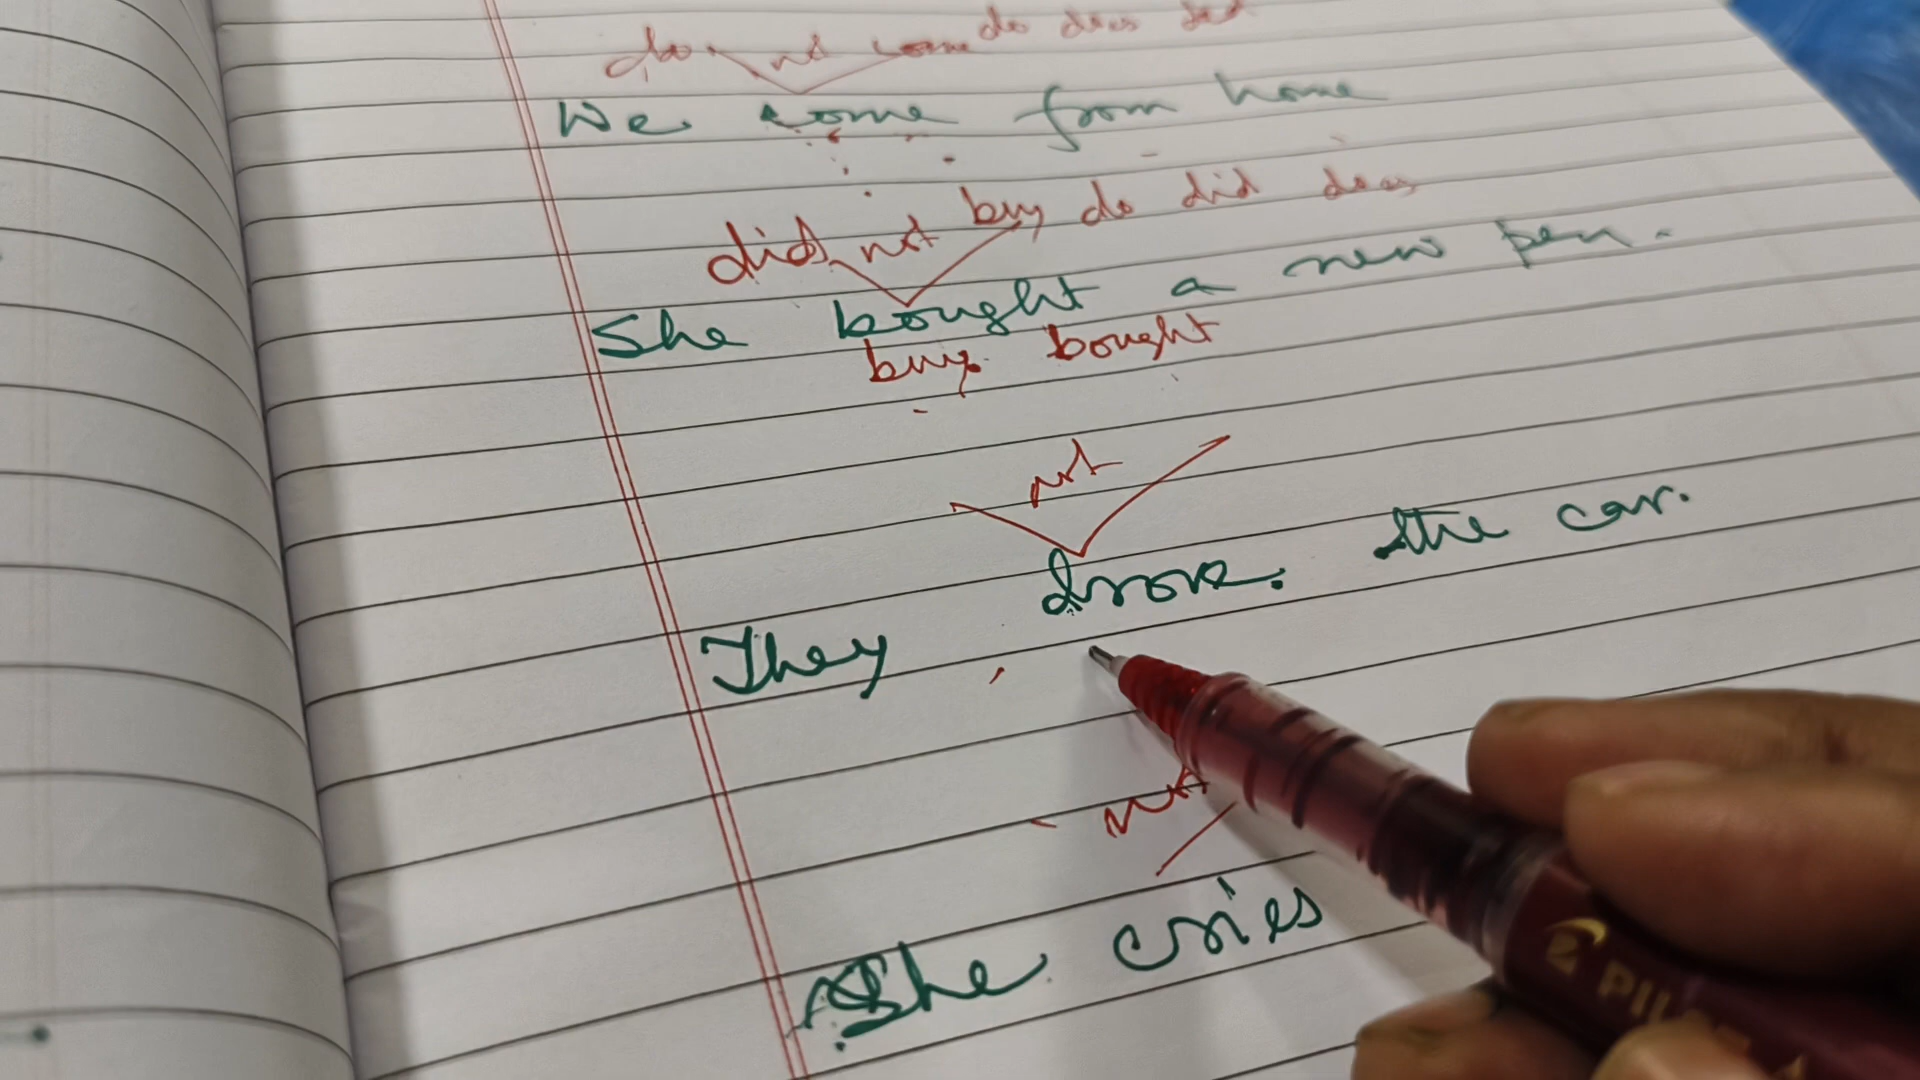 do not come do does did
We come from home
did not buy do did does
She bought a new pen.
buy bought
not
They drove. the car.
not
She cries
PILOT